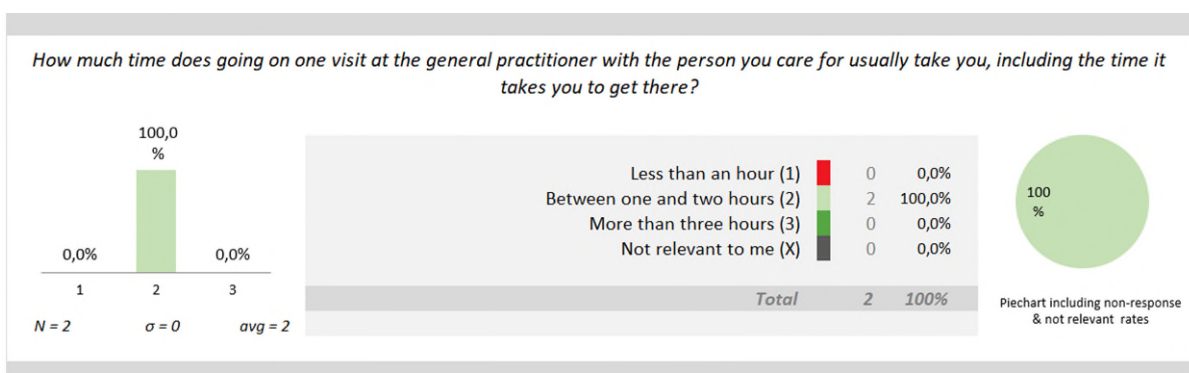 How much time does going on one visit at the general practitioner with the person you care for usually take you, including the time it
takes you to get there?
100,0
%
0,0%
0,0%
1
2
3
N = 2
σ = 0
avg = 2
Less than an hour (1) 0 0,0%
Between one and two hours (2) 2 100,0%
More than three hours (3) 0 0,0%
Not relevant to me (X) 0 0,0%
Total 2 100%
100
%
Piechart including non-response
& not relevant rates